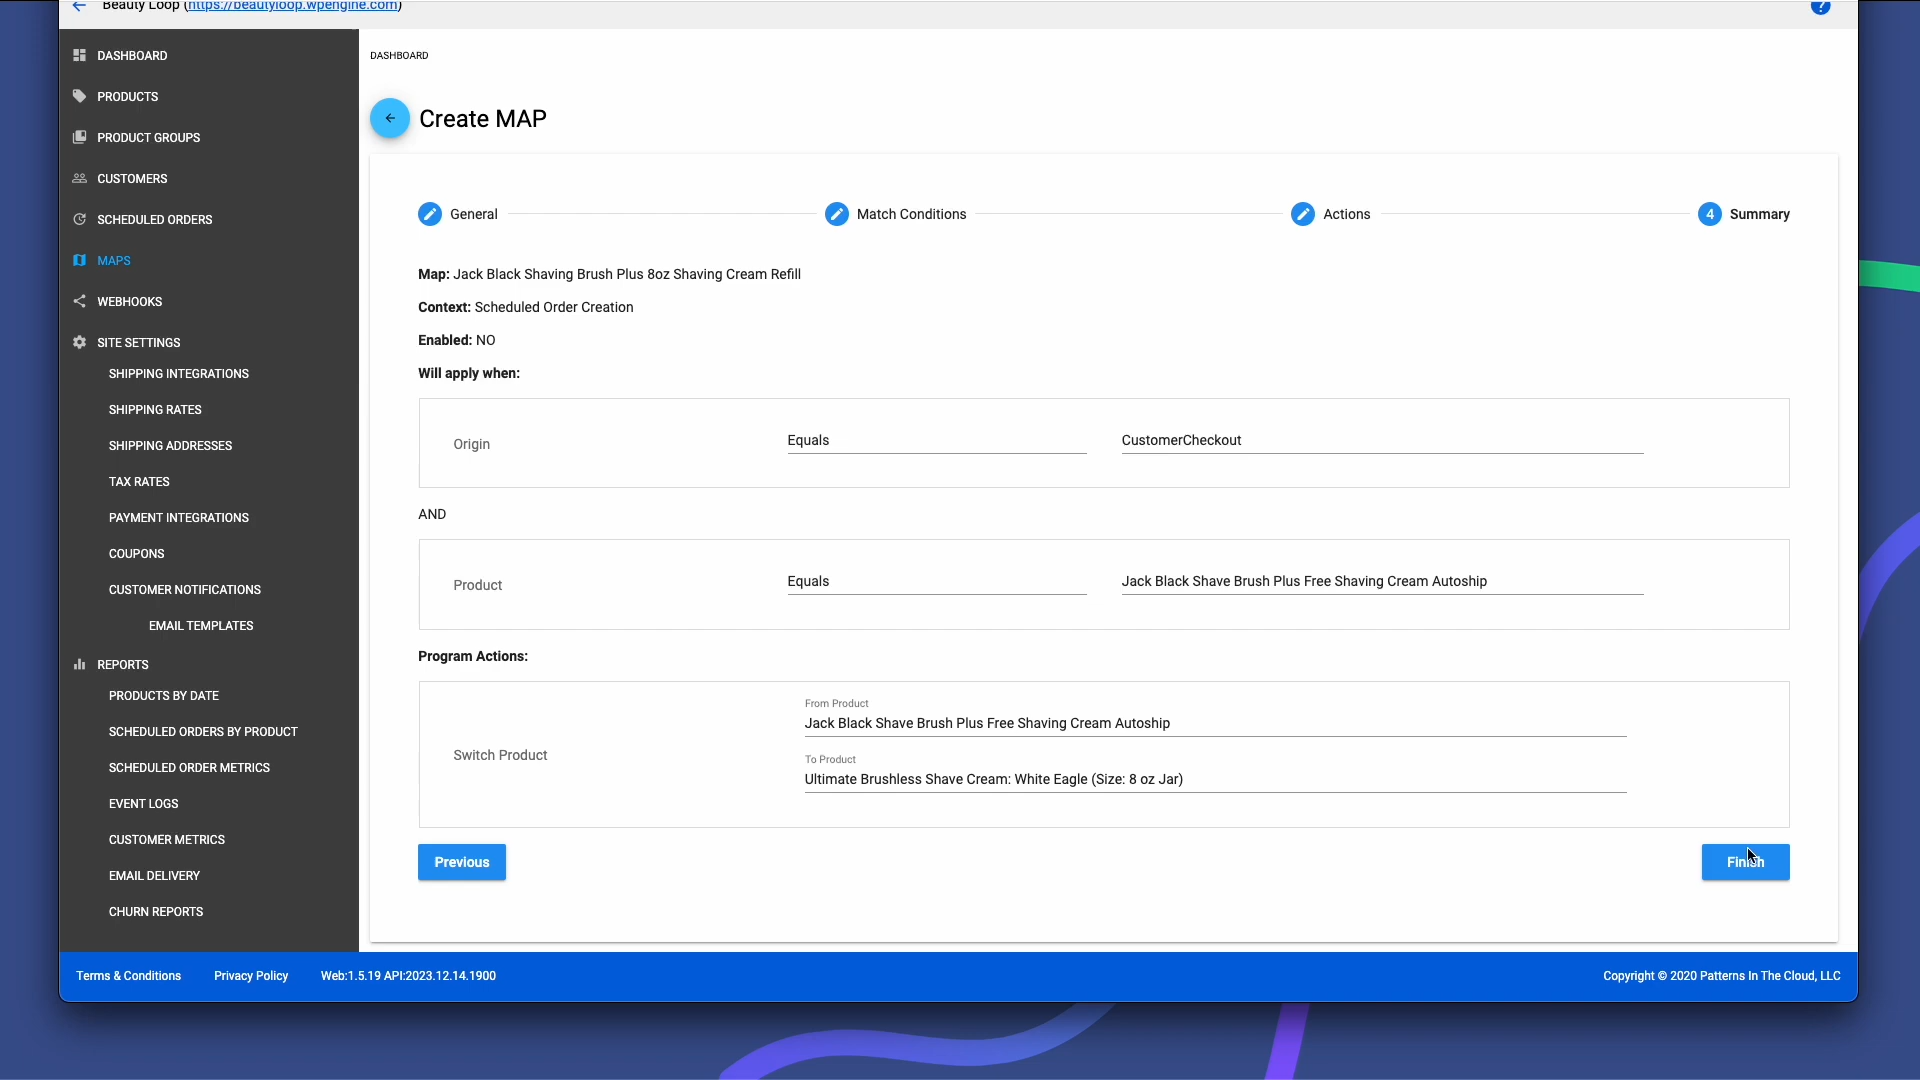 Beauty Loop (https://beautyloop.wpengine.com)
?
DASHBOARD
PRODUCTS
PRODUCT GROUPS
CUSTOMERS
SCHEDULED ORDERS
MAPS
WEBHOOKS
SITE SETTINGS
SHIPPING INTEGRATIONS
SHIPPING RATES
SHIPPING ADDRESSES
TAX RATES
PAYMENT INTEGRATIONS
COUPONS
CUSTOMER NOTIFICATIONS
EMAIL TEMPLATES
REPORTS
PRODUCTS BY DATE
SCHEDULED ORDERS BY PRODUCT
SCHEDULED ORDER METRICS
EVENT LOGS
CUSTOMER METRICS
EMAIL DELIVERY
CHURN REPORTS
DASHBOARD
Create MAP
General
Match Conditions
Actions
4 Summary
Map: Jack Black Shaving Brush Plus 8oz Shaving Cream Refill
Context: Scheduled Order Creation
Enabled: NO
Will apply when:
Origin Equals CustomerCheckout
AND
Product Equals Jack Black Shave Brush Plus Free Shaving Cream Autoship
Program Actions:
Switch Product
From Product
Jack Black Shave Brush Plus Free Shaving Cream Autoship
To Product
Ultimate Brushless Shave Cream: White Eagle (Size: 8 oz Jar)
Previous
Finish
Terms & Conditions Privacy Policy Web:1.5.19 API:2023.12.14.1900 Copyright © 2020 Patterns In The Cloud, LLC